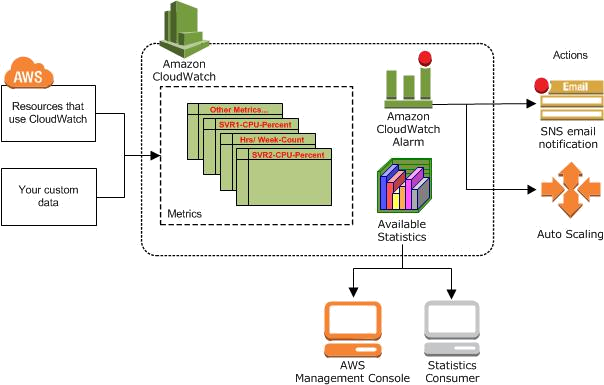 Amazon
CloudWatch
AWS
Resources that
use CloudWatch
Your custom
data
Other Metrics...
SVR1-CPU-Percent
Hrs/ Week-Count
SVR2-CPU-Percent
Metrics
Amazon
CloudWatch
Alarm
Available
Statistics
Actions
Email
SNS email
notification
Auto Scaling
AWS
Management Console
Statistics
Consumer